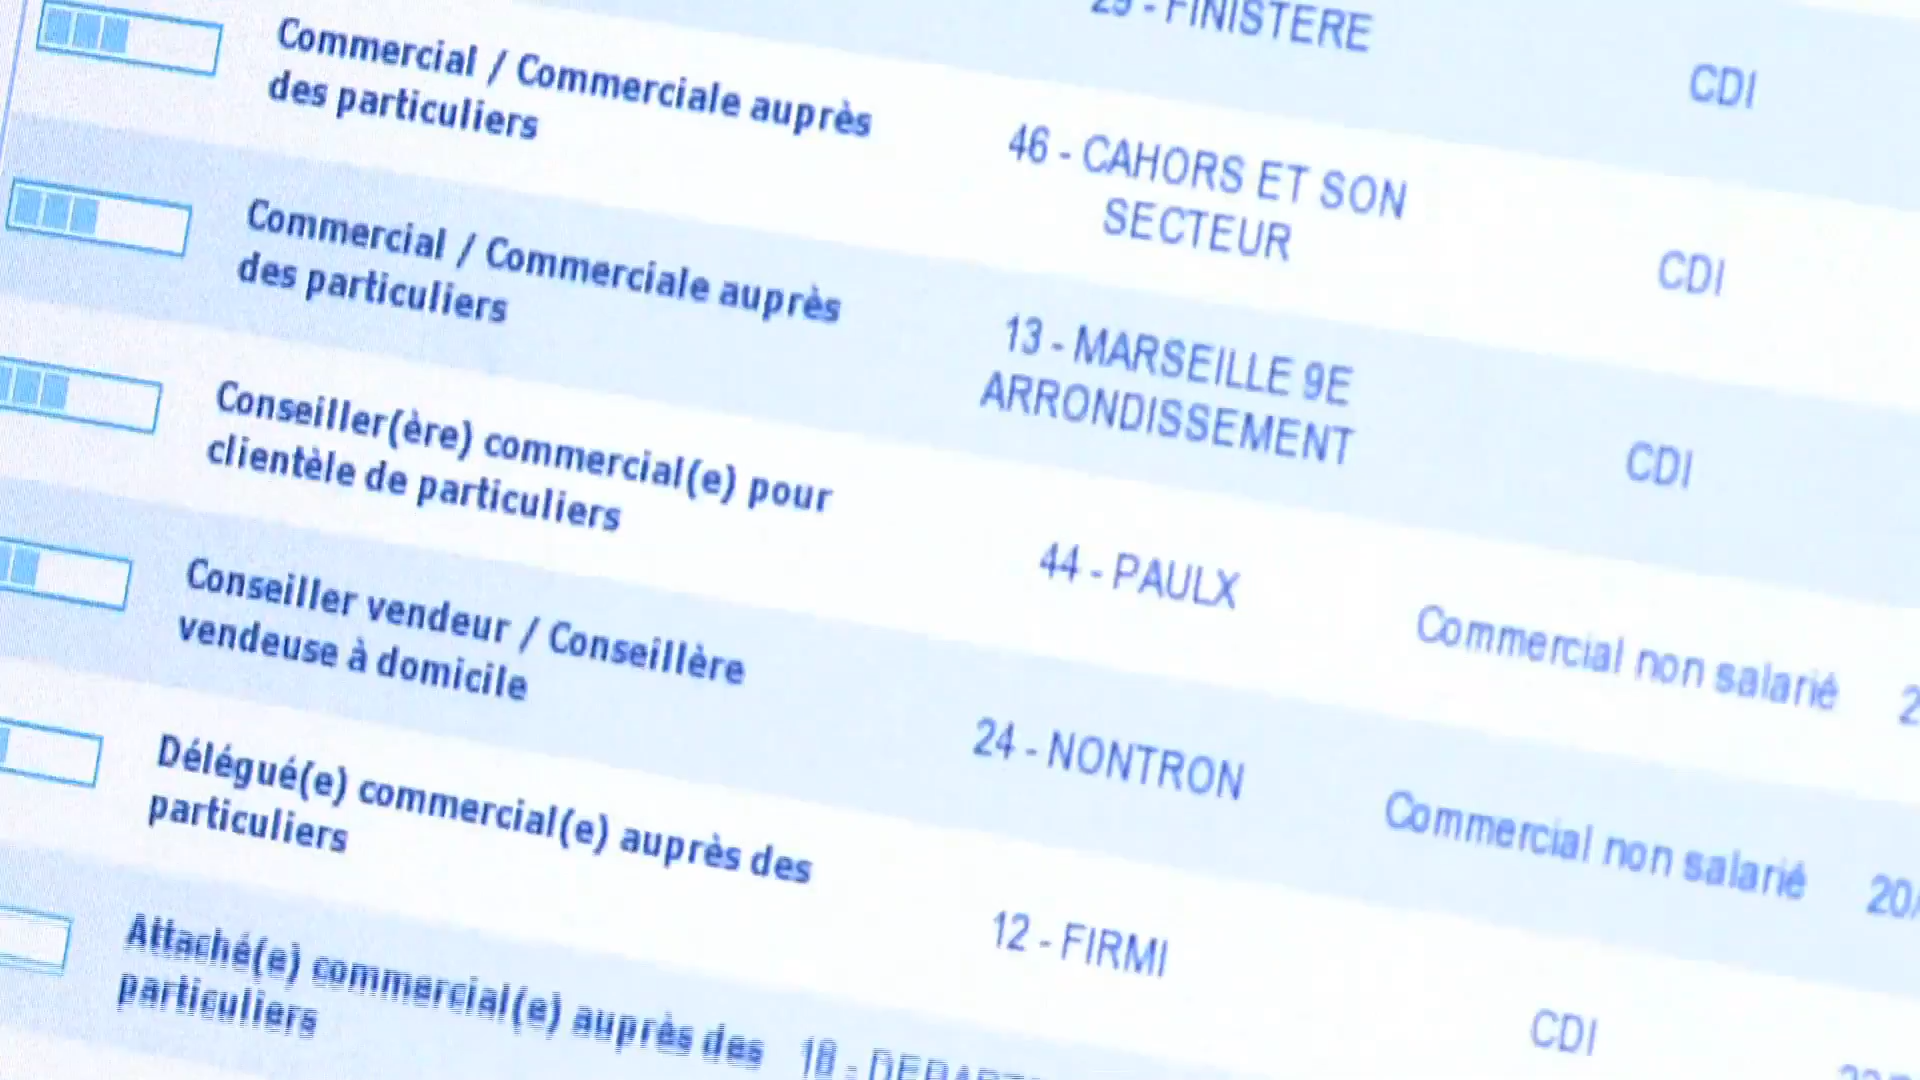 29 - FINISTERE
CDI
Commercial / Commerciale auprès
des particuliers
46 - CAHORS ET SON
SECTEUR
CDI
Commercial / Commerciale auprès
des particuliers
13 - MARSEILLE 9E
ARRONDISSEMENT
CDI
Conseiller(ère) commercial(e) pour
clientèle de particuliers
44 - PAULX
Commercial non salarié
Conseiller vendeur / Conseillère
vendeuse à domicile
24 - NONTRON
Commercial non salarié
20/
Délégué(e) commercial(e) auprès des
particuliers
12 - FIRMI
CDI
Attaché(e) commercial(e) auprès des
particuliers
18 -